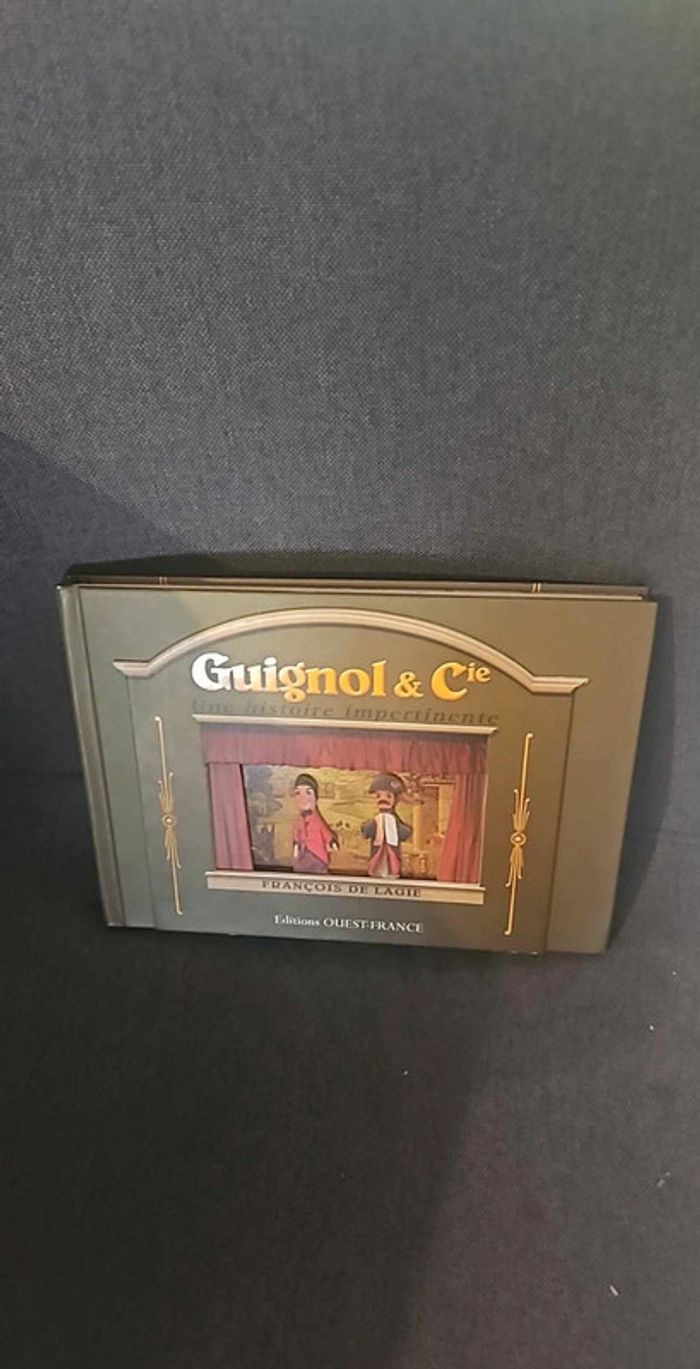 Guignol & Cie
Une histoire impertinente
FRANÇOIS DE LAGIE
Editions OUEST-FRANCE